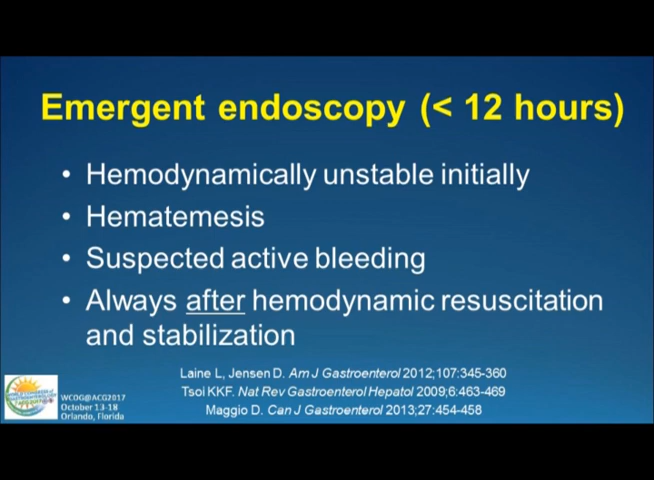 Emergent endoscopy (< 12 hours)
• Hemodynamically unstable initially
• Hematemesis
• Suspected active bleeding
• Always after hemodynamic resuscitation
and stabilization
Laine L, Jensen D. Am J Gastroenterol 2012;107:345-360
Tsoi KKF. Nat Rev Gastroenterol Hepatol 2009;6:463-469
Maggio D. Can J Gastroenterol 2013;27:454-458
WCOG@ACG2017
October 13-18
Orlando, Florida